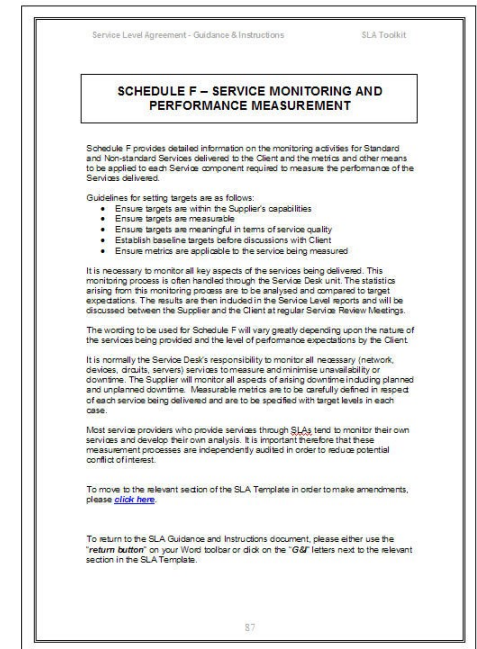 Service Level Agreement - Guidance & Instructions SLA Toolkit
SCHEDULE F – SERVICE MONITORING AND
PERFORMANCE MEASUREMENT
Schedule F provides detailed information on the monitoring activities for Standard
and Non-standard Services delivered to the Client and the metrics and other means
to be applied to each Service component required to measure the performance of the
Services delivered.
Guidelines for setting targets are as follows:
• Ensure targets are within the Supplier's capabilities
• Ensure targets are measurable
• Ensure targets are meaningful in terms of service quality
• Establish baseline targets before discussions with Client
• Ensure metrics are applicable to the service being measured
It is necessary to monitor all key aspects of the services being delivered. This
monitoring process is often handled through the Service Desk unit. The statistics
arising from this monitoring process are to be analysed and compared to target
expectations. The results are then included in the Service Level reports and will be
discussed between the Supplier and the Client at regular Service Review Meetings.
The wording to be used for Schedule F will vary greatly depending upon the nature of
the services being provided and the level of performance expectations by the Client.
It is normally the Service Desk's responsibility to monitor all necessary (network,
devices, circuits, servers) services to measure and minimise unavailability or
downtime. The Supplier will monitor all aspects of arising downtime including planned
and unplanned downtime. Measurable metrics are to be carefully defined in respect
of each service being delivered and are to be specified with target levels in each
case.
Most service providers who provide services through SLAs tend to monitor their own
services and develop their own analysis. It is important therefore that these
measurement processes are independently audited in order to reduce potential
conflict of interest.
To move to the relevant section of the SLA Template in order to make amendments,
please click here.
To return to the SLA Guidance and Instructions document, please either use the
"return button" on your Word toolbar or click on the "G&I" letters next to the relevant
section in the SLA Template.
87